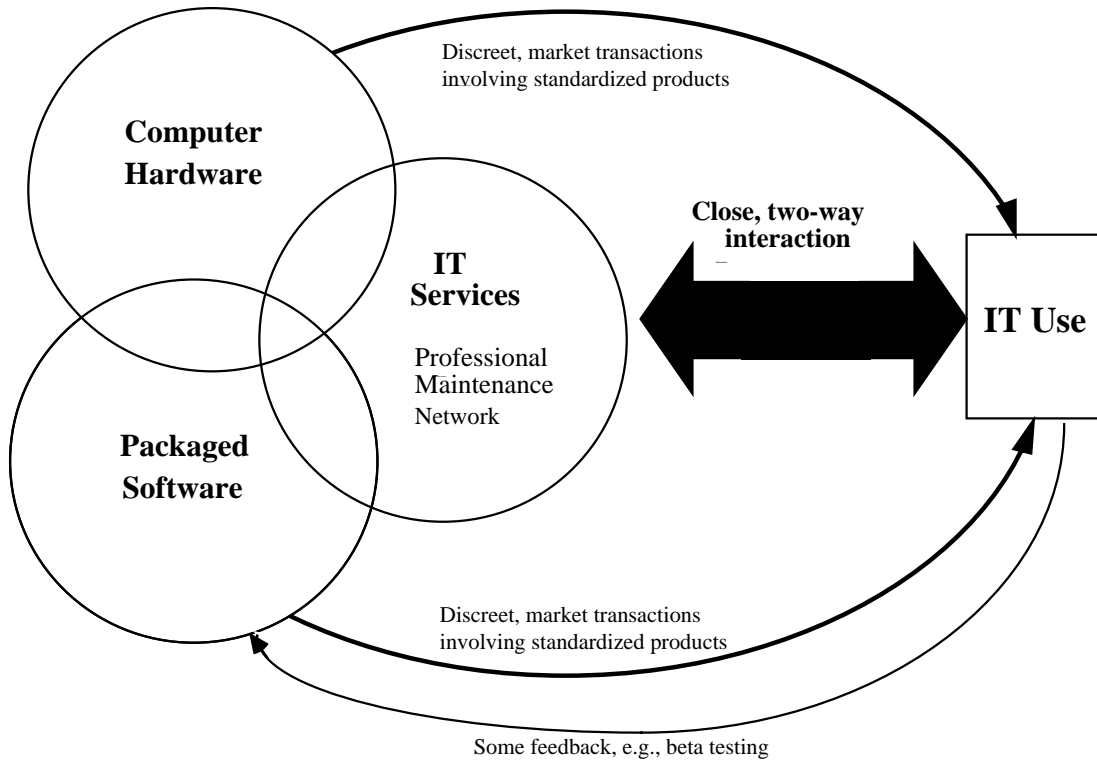 Discreet, market transactions
involving standardized products
Computer
Hardware
Close, two-way
interaction
IT
Services
IT Use
Professional
Maintenance
Network
Packaged
Software
Discreet, market transactions
involving standardized products
Some feedback, e.g., beta testing